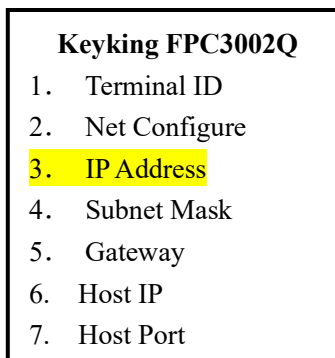 Keyking FPC3002Q
1. Terminal ID
2. Net Configure
3. IP Address
4. Subnet Mask
5. Gateway
6. Host IP
7. Host Port